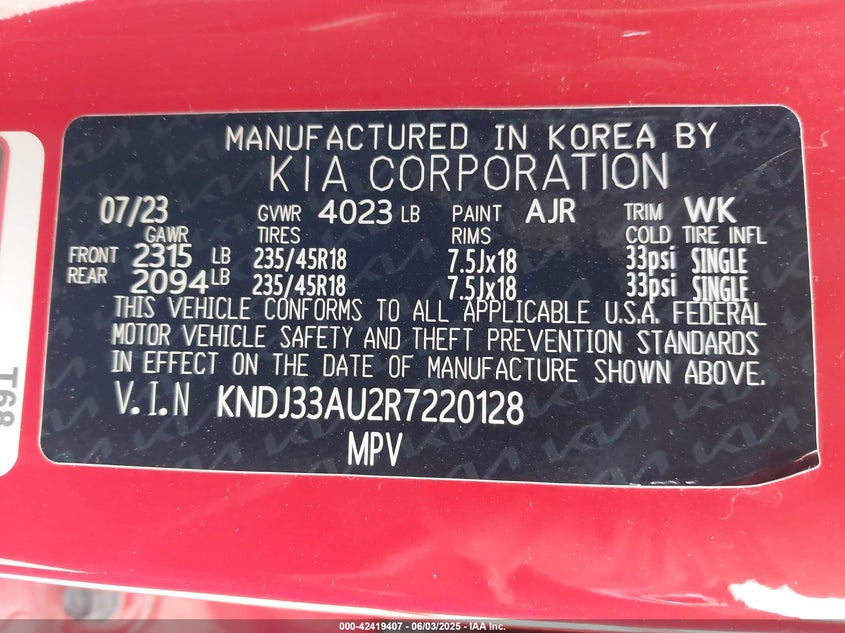 MANUFACTURED IN KOREA BY
KIA CORPORATION
07/23 GVWR 4023 LB PAINT AJR TRIM WK
GAWR TIRES RIMS COLD TIRE INFL
FRONT 2315 LB 235/45R18 7.5Jx18 33psi SINGLE
REAR 2094 LB 235/45R18 7.5Jx18 33psi SINGLE
THIS VEHICLE CONFORMS TO ALL APPLICABLE U.S.A. FEDERAL
MOTOR VEHICLE SAFETY AND THEFT PREVENTION STANDARDS
IN EFFECT ON THE DATE OF MANUFACTURE SHOWN ABOVE.
V.I.N KNDJ33AU2R7220128
MPV
T68
000-42419407 - 06/03/2025 - IAA Inc.